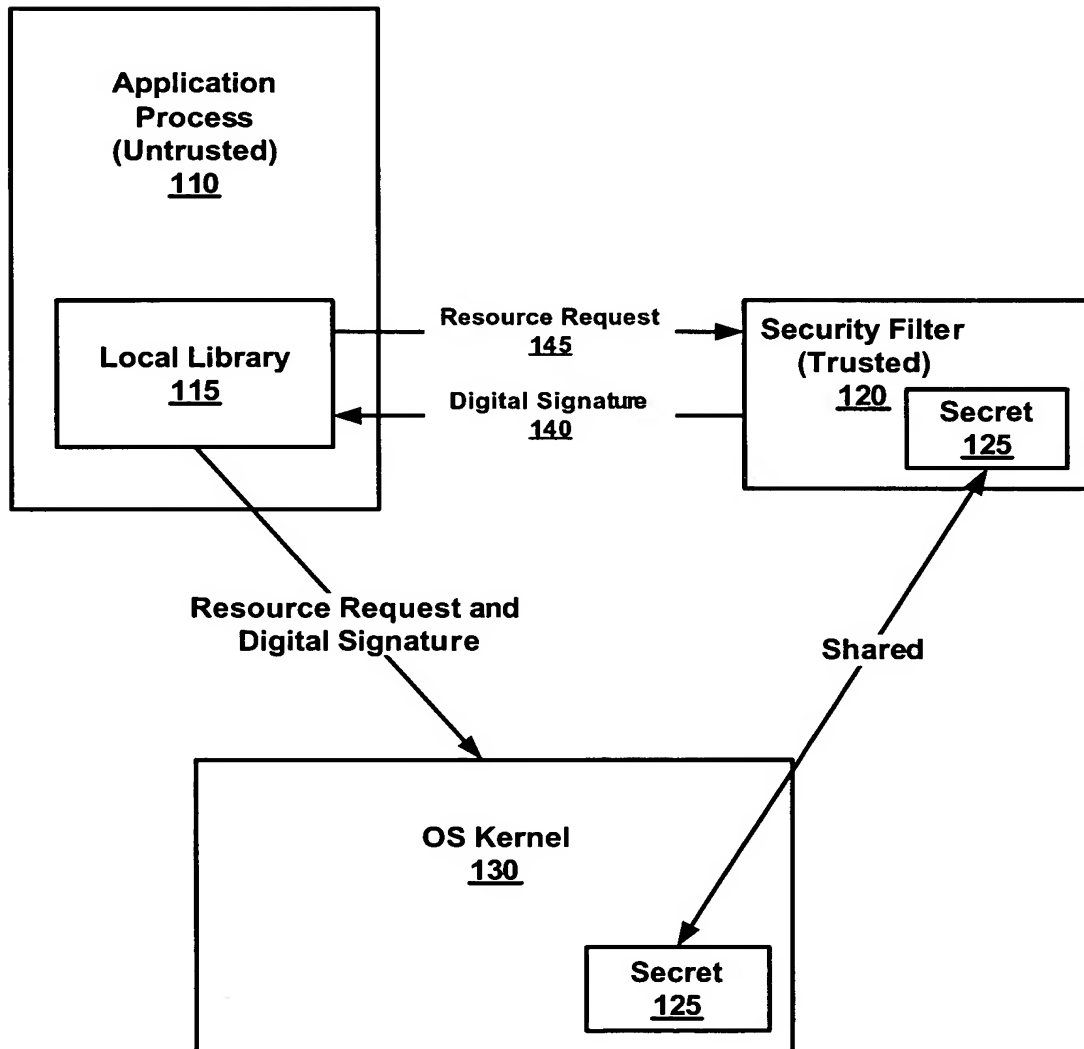 Application
Process
(Untrusted)
110
Local Library
115
Resource Request
145
Digital Signature
140
Security Filter
(Trusted)
120
Secret
125
Resource Request and
Digital Signature
Shared
OS Kernel
130
Secret
125